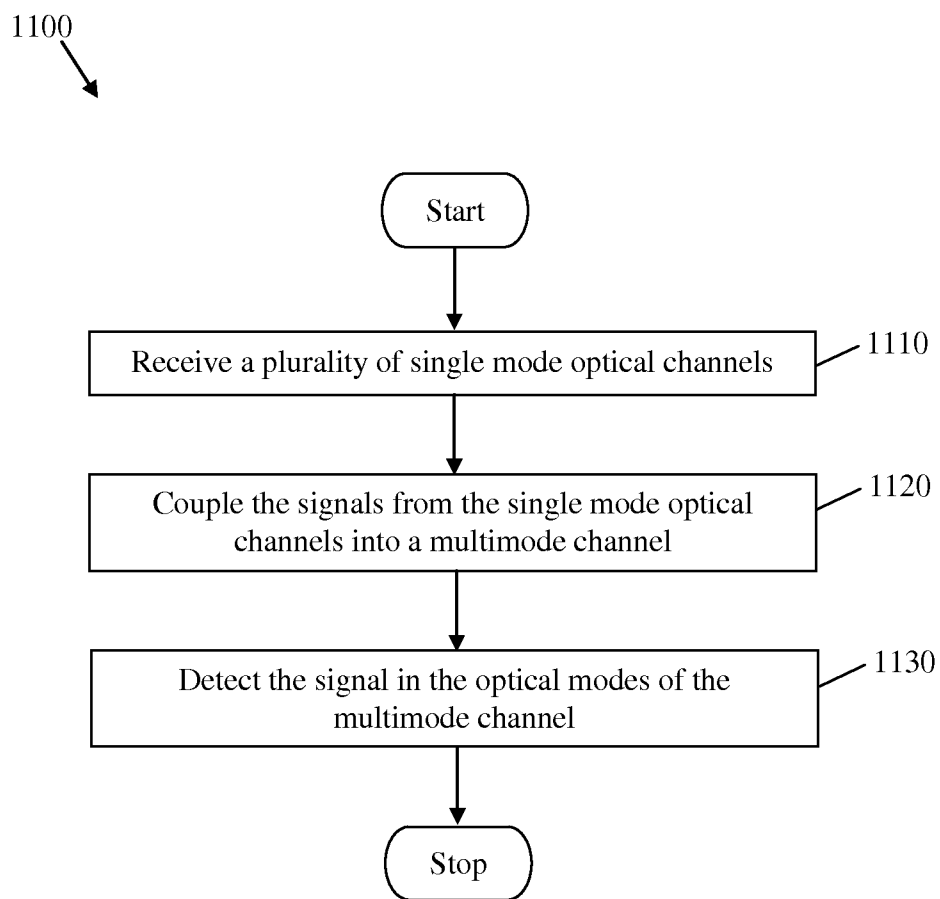 1100
Start
Receive a plurality of single mode optical channels
1110
Couple the signals from the single mode optical
channels into a multimode channel
1120
Detect the signal in the optical modes of the
multimode channel
1130
Stop